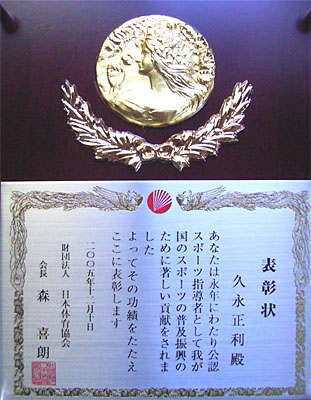 表彰状
久永正利殿
あなたは永年にわたり公認
スポーツ指導者として我が
国のスポーツの普及振興の
ために著しい貢献をされま
した
よってその功績をたたえ
ここに表彰します
二〇〇五年十二月十日
財団法人 日本体育協会
会長 森喜朗